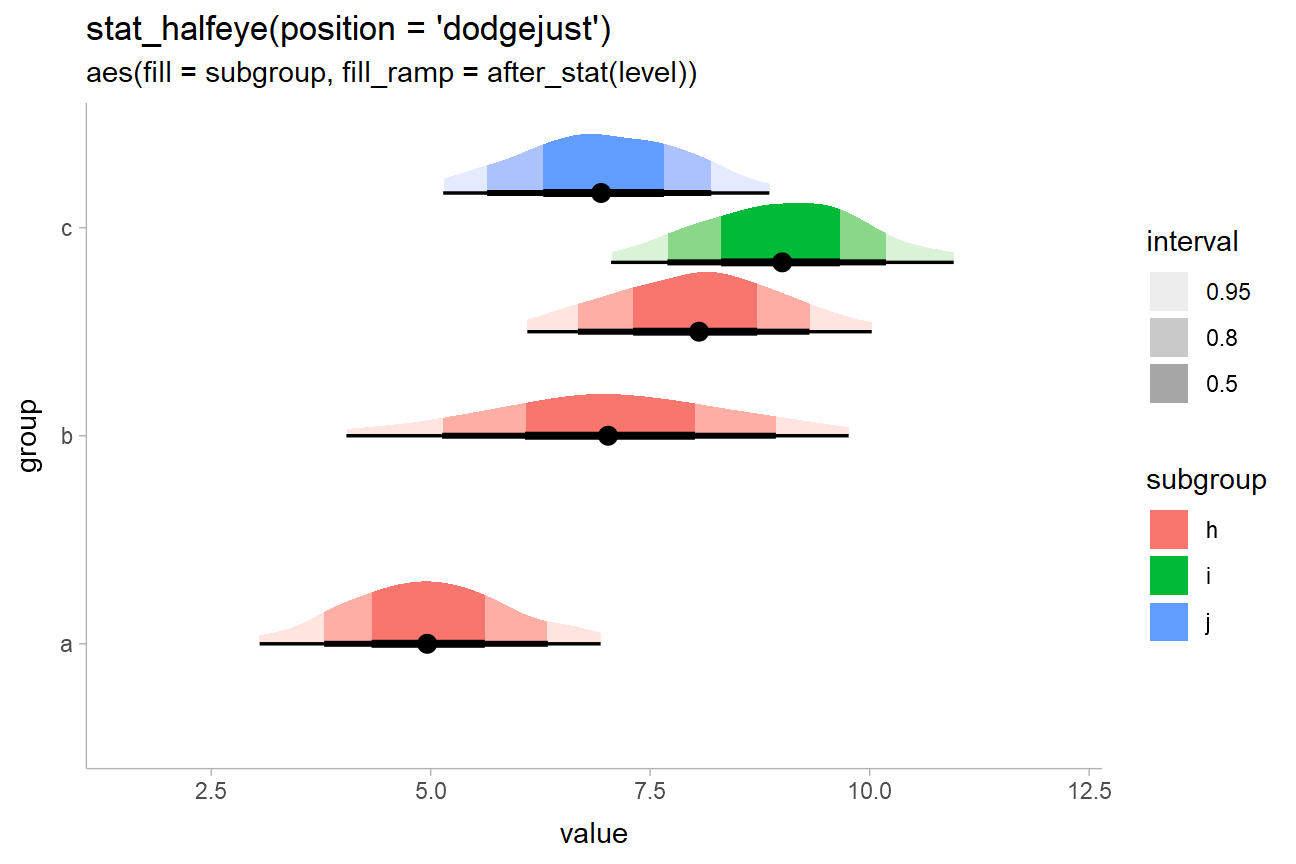 stat_halfeye(position = 'dodgejust')
aes(fill = subgroup, fill_ramp = after_stat(level))
c
b
a
group
2.5
5.0
7.5
10.0
12.5
value
interval
0.95
0.8
0.5
subgroup
h
i
j